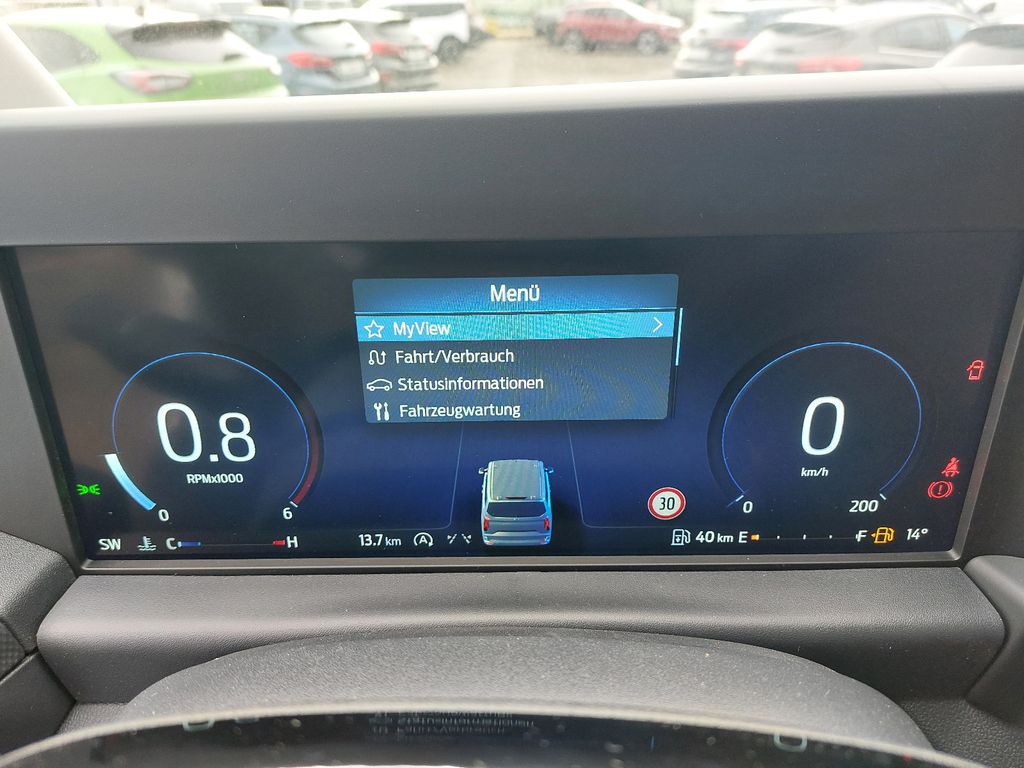 Menü
MyView
Fahrt/Verbrauch
Statusinformationen
Fahrzeugwartung
0.8
RPMx1000
0 6
0
km/h
0 200
30
SW C H 13.7 km A 40 km E F 14°